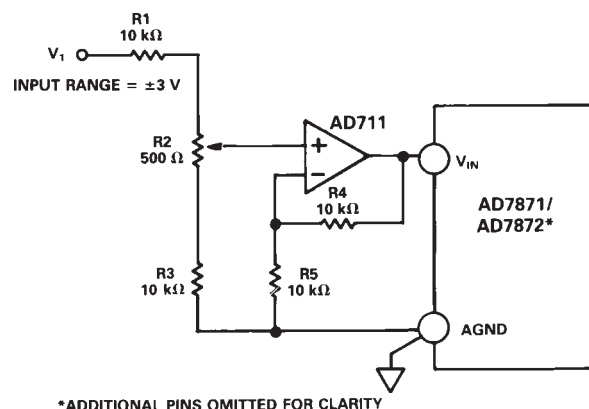 R1
10 kΩ
V₁
INPUT RANGE = ±3 V
AD711
R2
500 Ω
+
−
VIN
R4
10 kΩ
AD7871/
AD7872*
R3
10 kΩ
R5
10 kΩ
AGND
*ADDITIONAL PINS OMITTED FOR CLARITY